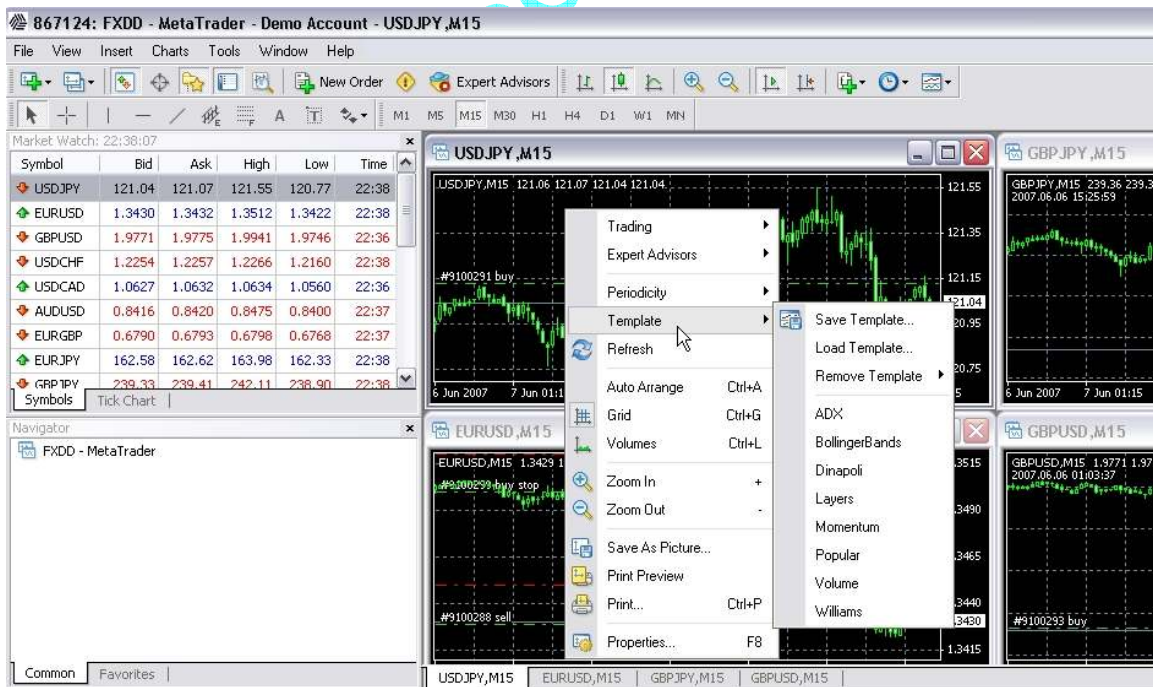 867124: FXDD - MetaTrader - Demo Account - USDJPY,M15
File View Insert Charts Tools Window Help
New Order Expert Advisors
A T M1 M5 M15 M30 H1 H4 D1 W1 MN
Market Watch: 22:38:07
Symbol Bid Ask High Low Time
USDJPY 121.04 121.07 121.55 120.77 22:38
EURUSD 1.3430 1.3432 1.3512 1.3422 22:38
GBPUSD 1.9771 1.9775 1.9941 1.9746 22:36
USDCHF 1.2254 1.2257 1.2266 1.2160 22:38
USDCAD 1.0627 1.0632 1.0634 1.0560 22:36
AUDUSD 0.8416 0.8420 0.8475 0.8400 22:37
EURGBP 0.6790 0.6793 0.6798 0.6768 22:37
EURJPY 162.58 162.62 163.98 162.33 22:38
GBPJPY 239.33 239.41 242.11 238.90 22:38
Symbols Tick Chart
Navigator
FXDD - MetaTrader
Common Favorites
USDJPY,M15
USDJPY,M15 121.06 121.07 121.04 121.04
#9100291 buy
121.55
121.35
121.15
121.04
20.95
20.75
6 Jun 2007 7 Jun 01:1
GBPJPY,M15
GBPJPY,M15 239.36 239.3
2007.06.06 15:25:59
6 Jun 2007 7 Jun 01:15
EURUSD,M15
EURUSD,M15 1.3429 1
#9100299 buy stop
#9100288 sell
.3515
.3490
.3465
.3440
.3430
1.3415
GBPUSD,M15
GBPUSD,M15 1.9771 1.97
2007.06.06 01:03:37
#9100293 buy
Trading
Expert Advisors
Periodicity
Template
Refresh
Auto Arrange Ctrl+A
Grid Ctrl+G
Volumes Ctrl+L
Zoom In +
Zoom Out -
Save As Picture...
Print Preview
Print... Ctrl+P
Properties... F8
Save Template...
Load Template...
Remove Template
ADX
BollingerBands
Dinapoli
Layers
Momentum
Popular
Volume
Williams
USDJPY,M15 EURUSD,M15 GBPJPY,M15 GBPUSD,M15